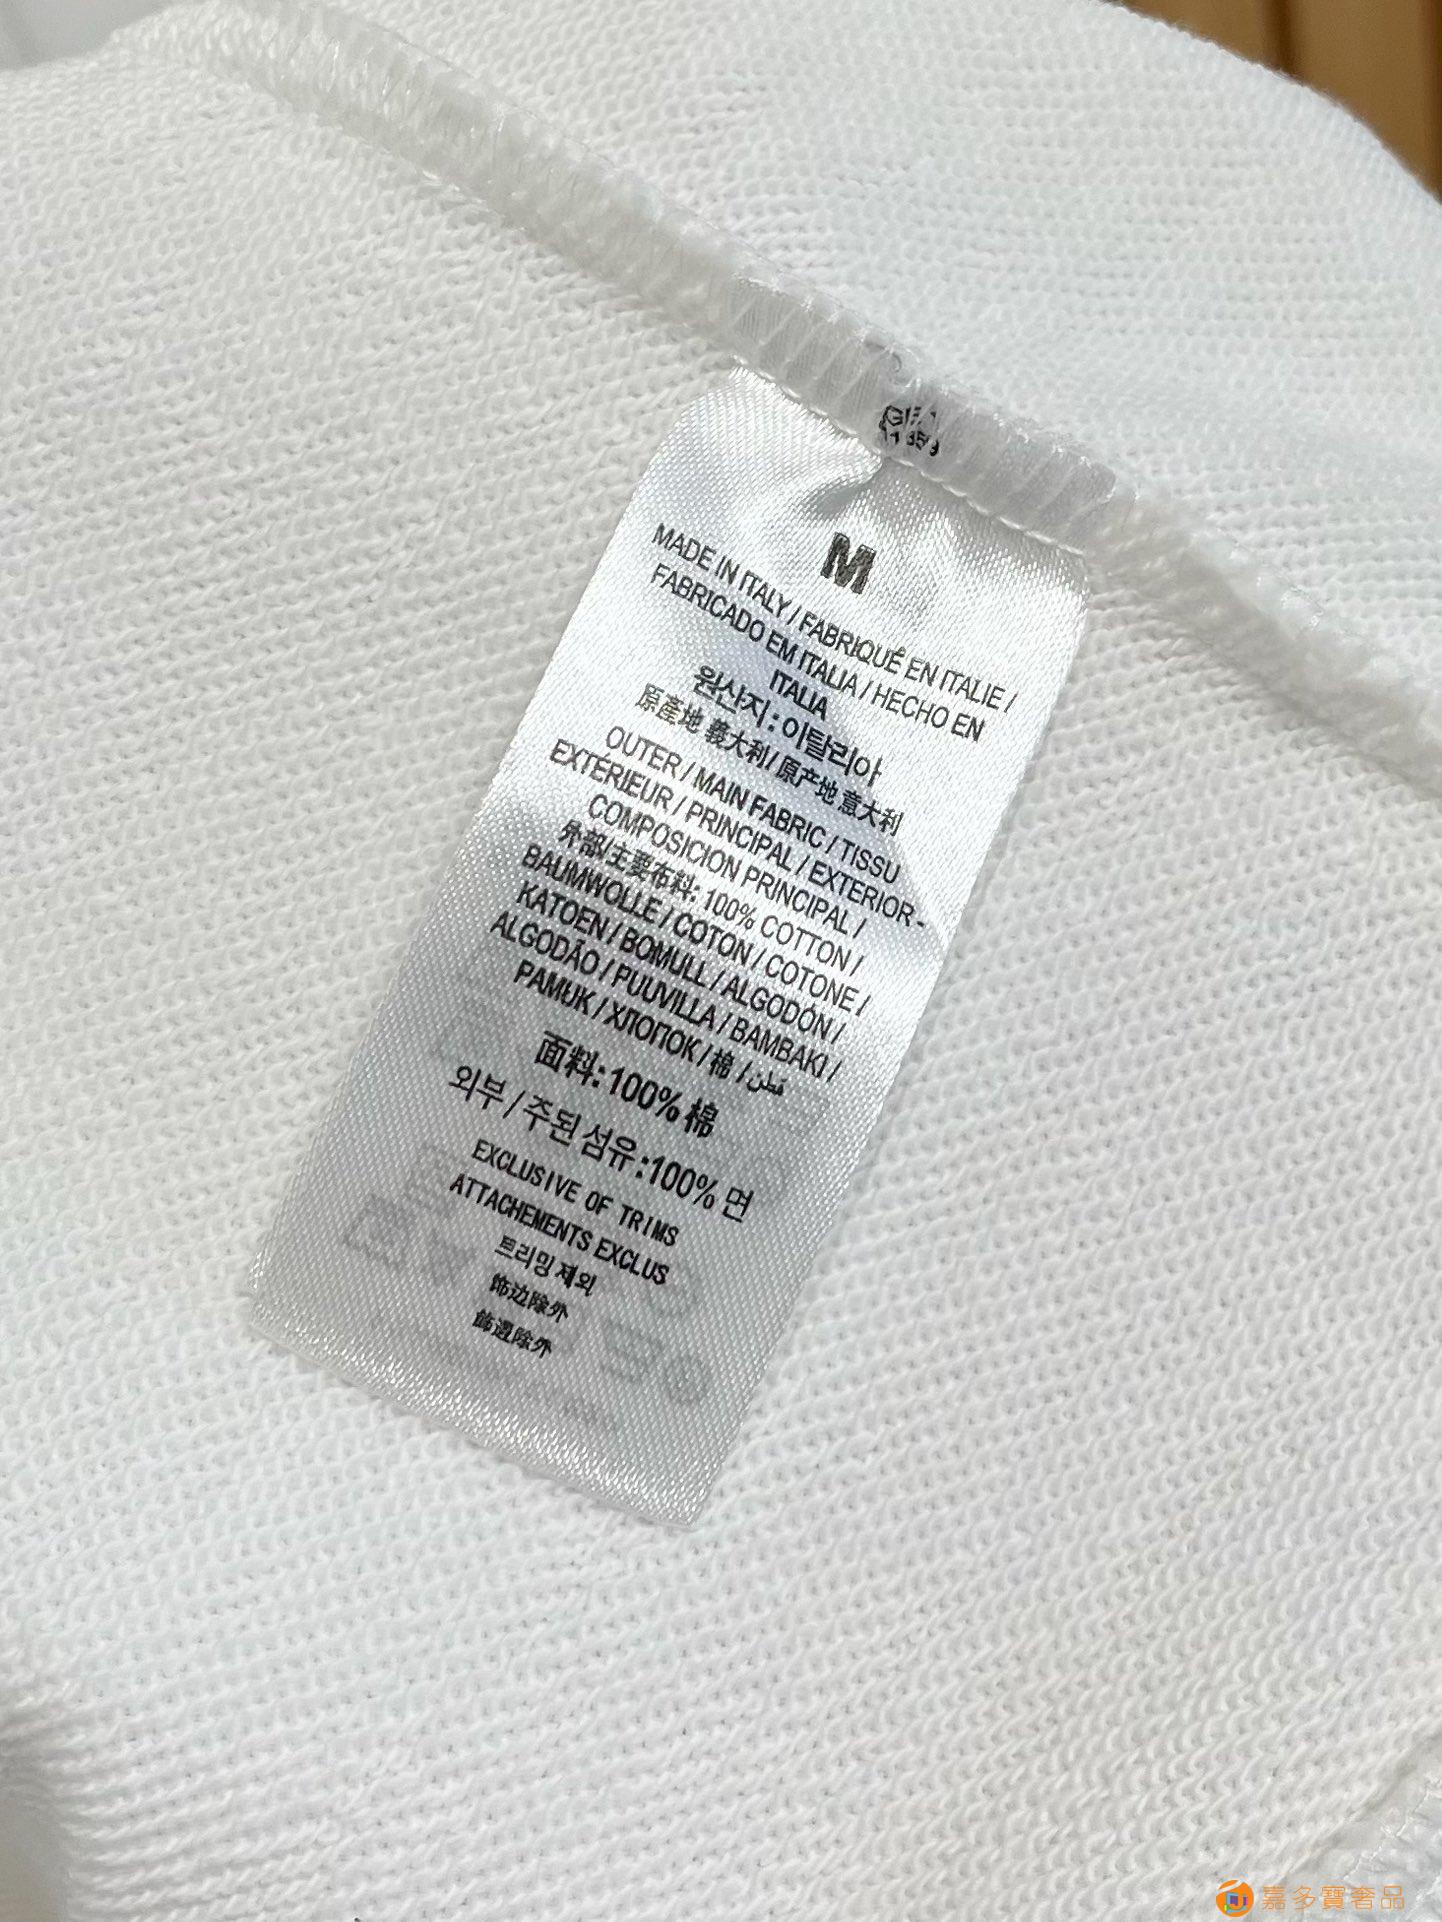 M
MADE IN ITALY / FABRIQUÉ EN ITALIE /
FABRICADO EM ITALIA / HECHO EN
ITALIA
원산지 : 이탈리아
原產地 義大利 / 原产地 意大利
OUTER / MAIN FABRIC / TISSU
EXTÉRIEUR / PRINCIPAL / EXTERIOR -
COMPOSICION PRINCIPAL /
外部/主要布料: 100% COTTON /
BAUMWOLLE / COTON / COTONE /
KATOEN / BOMULL / ALGODÓN /
ALGODÃO / PUUVILLA / BAMBAKI /
PAMUK / ХЛОПОК / 棉 / قطن
面料:100% 棉
외부 / 주된 섬유:100% 면
EXCLUSIVE OF TRIMS
ATTACHEMENTS EXCLUS
트리밍 제외
饰边除外
飾邊除外
嘉多寶奢品